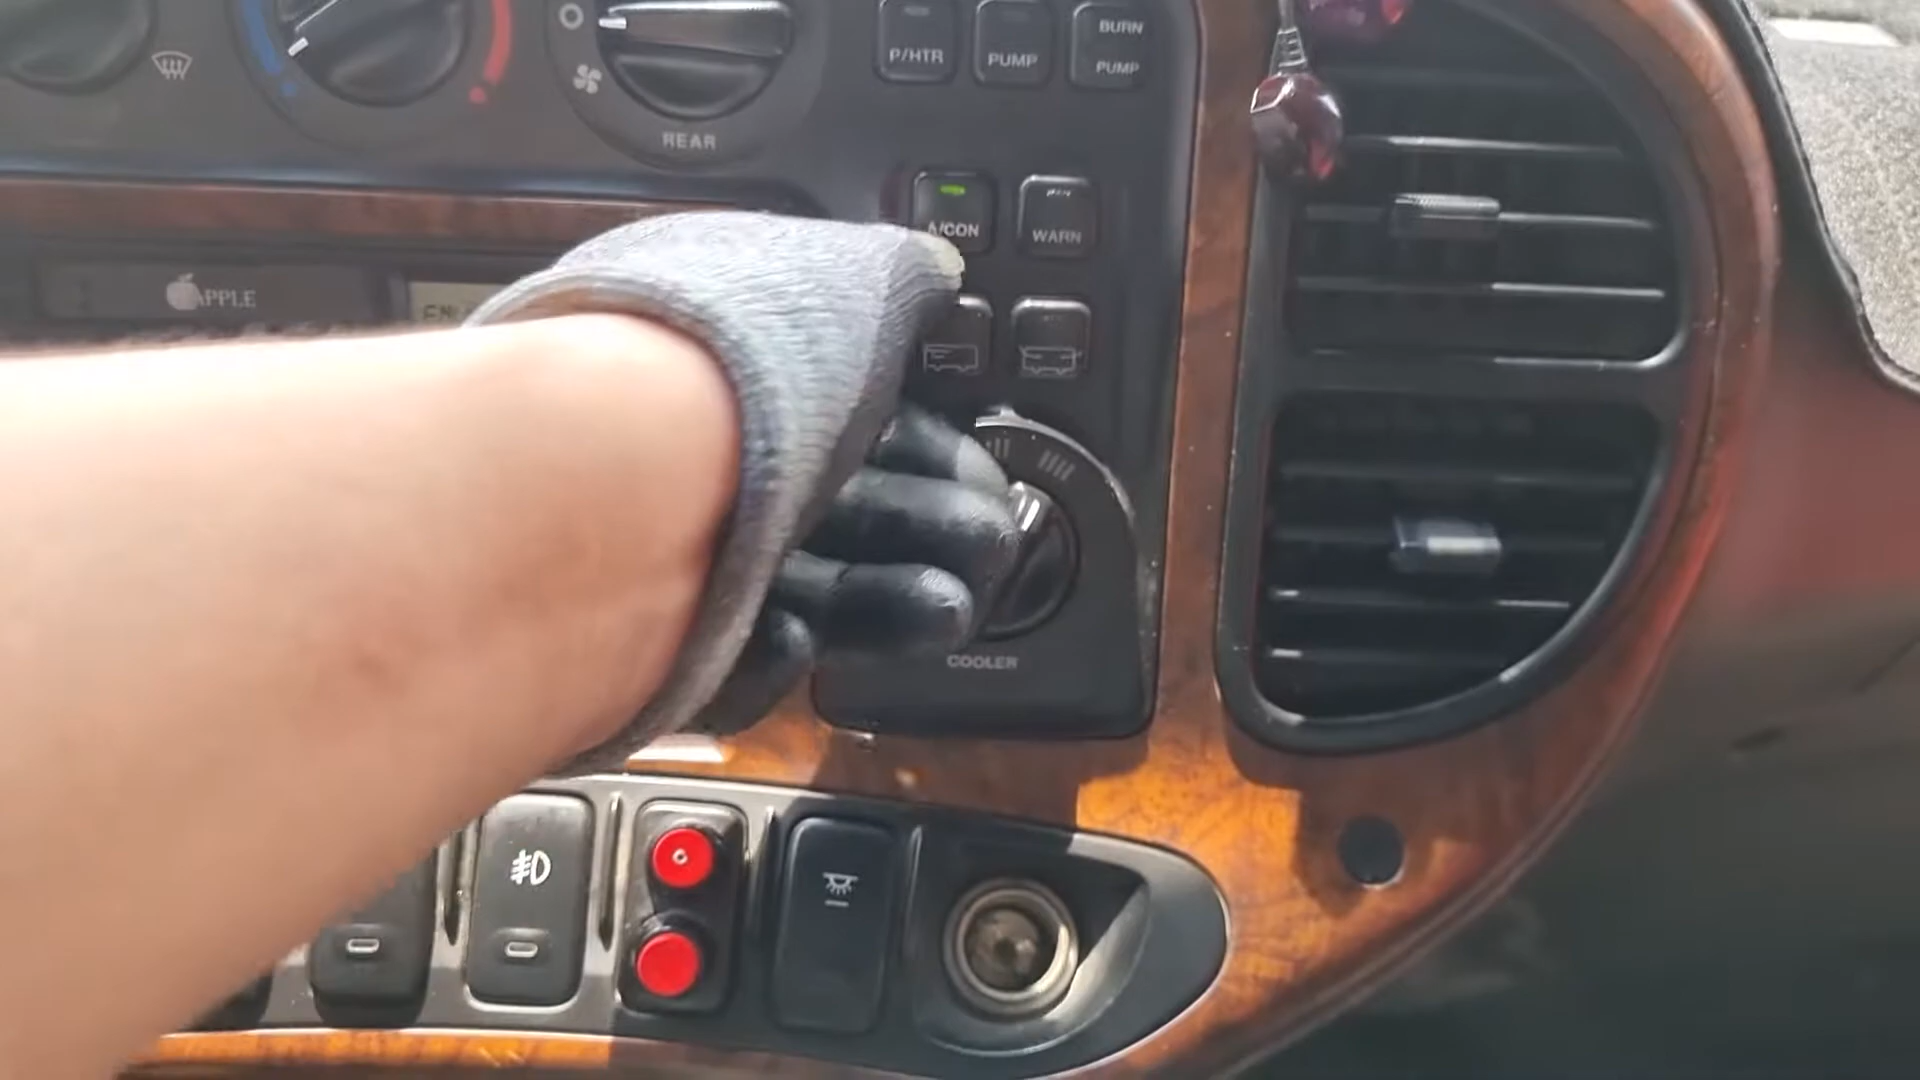 P/HTR
PUMP
BURN
PUMP
REAR
A/CON
WARN
APPLE
COOLER